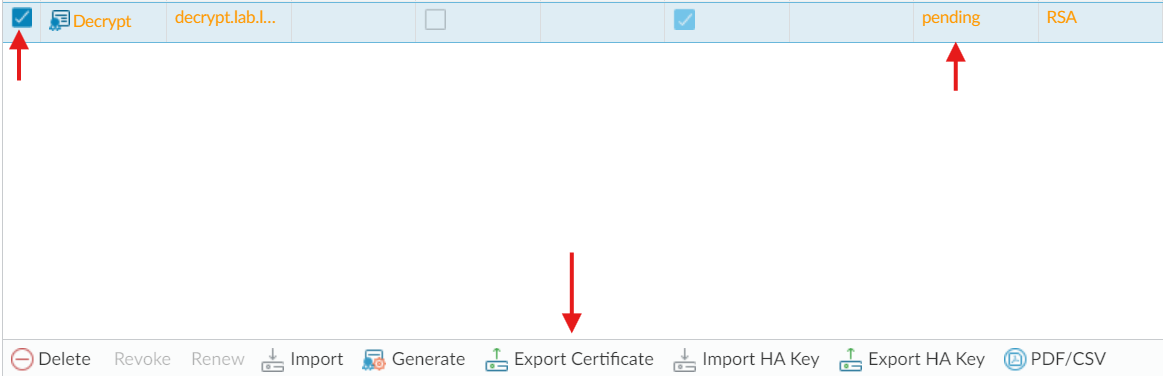 Decrypt decrypt.lab.l... pending RSA
Delete Revoke Renew Import Generate Export Certificate Import HA Key Export HA Key PDF/CSV